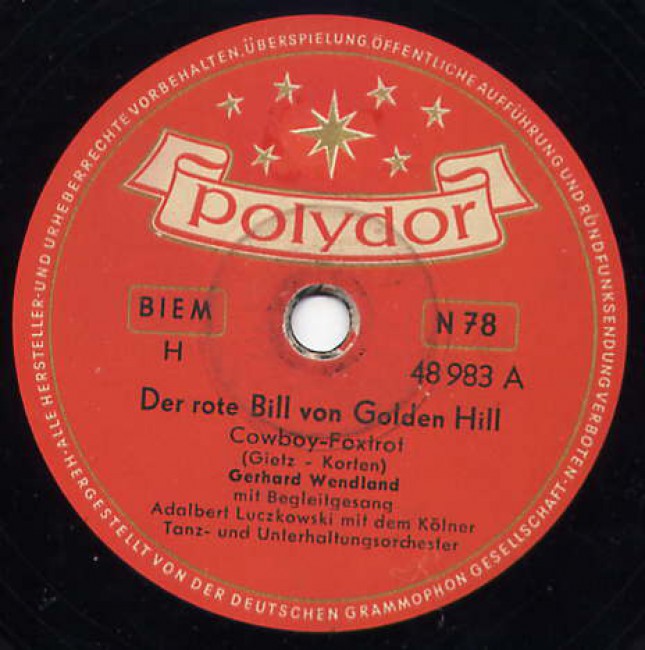 polydor
BIEM
N 78
H
48 983 A
Der rote Bill von Golden Hill
Cowboy-Foxtrot
(Gietz - Korten)
Gerhard Wendland
mit Begleitgesang
Adalbert Luczkowski mit dem Kölner
Tanz- und Unterhaltungsorchester
·ALLE HERSTELLER- UND URHEBERRECHTE VORBEHALTEN, ÜBERSPIELUNG, ÖFFENTLICHE AUFFÜHRUNG UND RUNDFUNKSENDUNG VERBOTEN·
HERGESTELLT VON DER DEUTSCHEN GRAMMOPHON GESELLSCHAFT